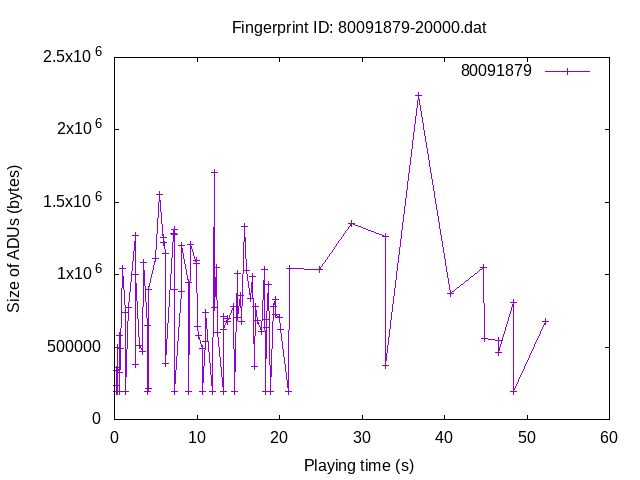 Fingerprint ID: 80091879-20000.dat
80091879
2.5x10^6
2x10^6
1.5x10^6
1x10^6
500000
0
Size of ADUs (bytes)
0 10 20 30 40 50 60
Playing time (s)